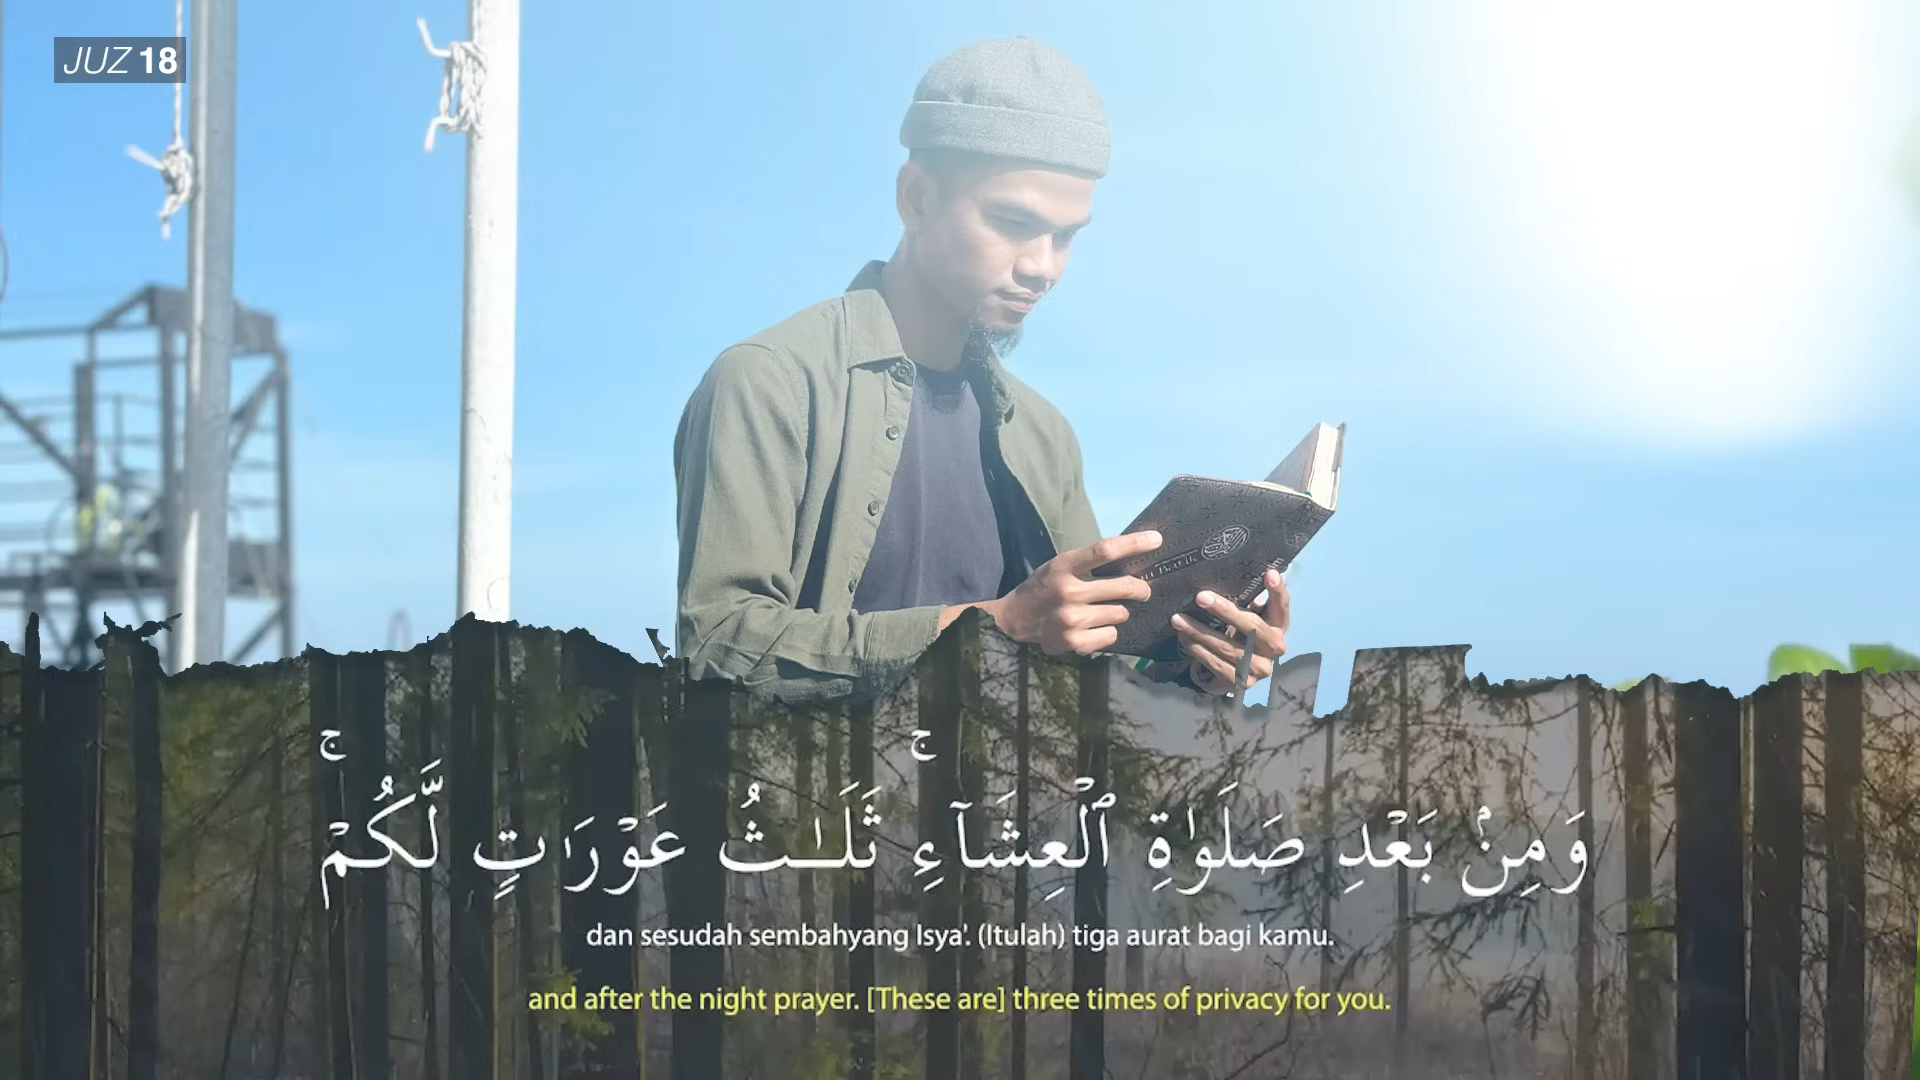 JUZ 18
وَمِنۢ بَعْدِ صَلَوٰةِ ٱلْعِشَآءِ ۚ ثَلَـٰثُ عَوْرَٰتٍ لَّكُمْ ۚ
dan sesudah sembahyang Isya'. (Itulah) tiga aurat bagi kamu.
and after the night prayer. [These are] three times of privacy for you.